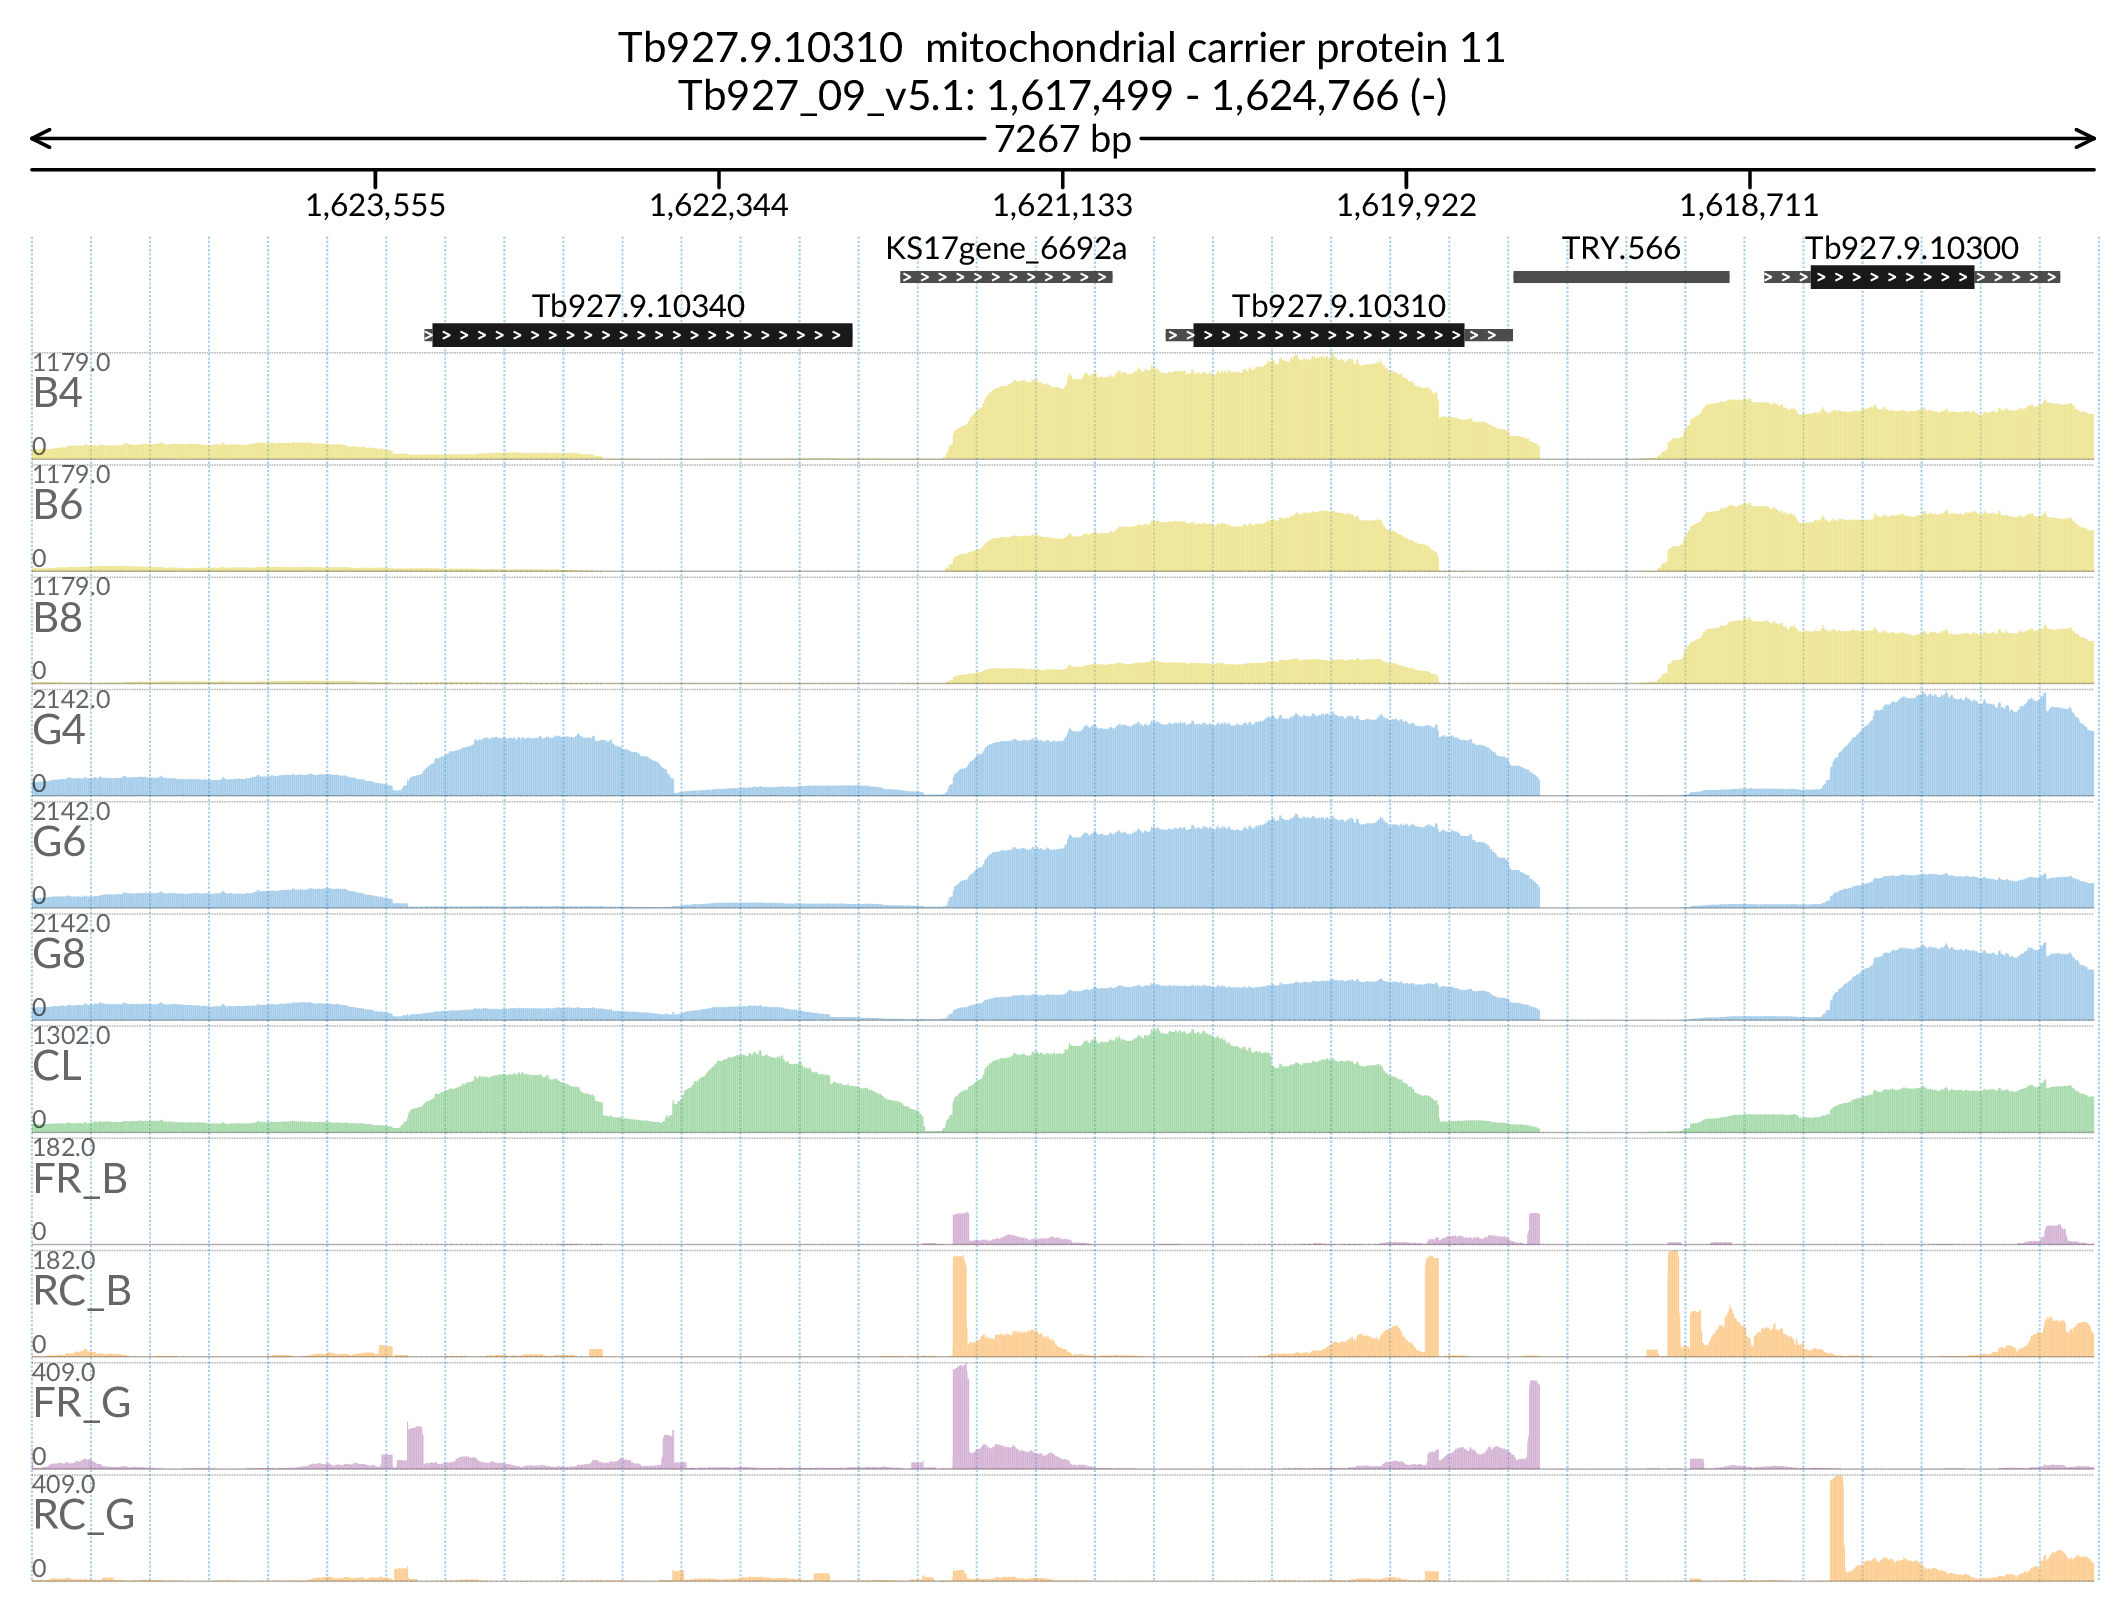 Tb927.9.10310  mitochondrial carrier protein 11
Tb927_09_v5.1: 1,617,499 - 1,624,766 (-)
7267 bp
1,623,555 1,622,344 1,621,133 1,619,922 1,618,711
KS17gene_6692a TRY.566 Tb927.9.10300
Tb927.9.10340 Tb927.9.10310
1179.0
B4
0
1179.0
B6
0
1179.0
B8
0
2142.0
G4
0
2142.0
G6
0
2142.0
G8
0
1302.0
CL
0
182.0
FR_B
0
182.0
RC_B
0
409.0
FR_G
0
409.0
RC_G
0